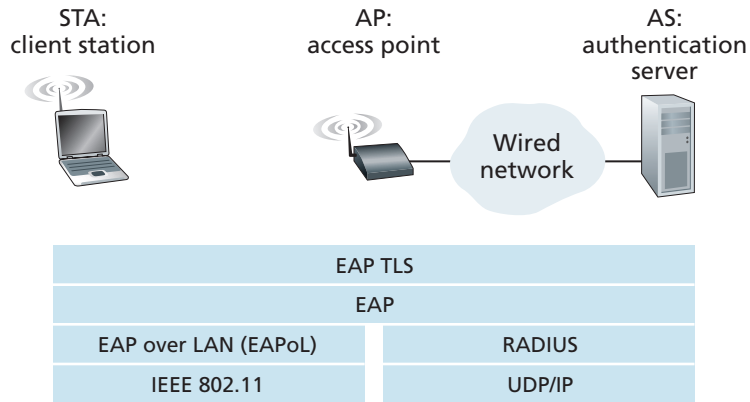 STA:
client station
AP:
access point
AS:
authentication
server
Wired
network
EAP TLS
EAP
EAP over LAN (EAPoL)
RADIUS
IEEE 802.11
UDP/IP